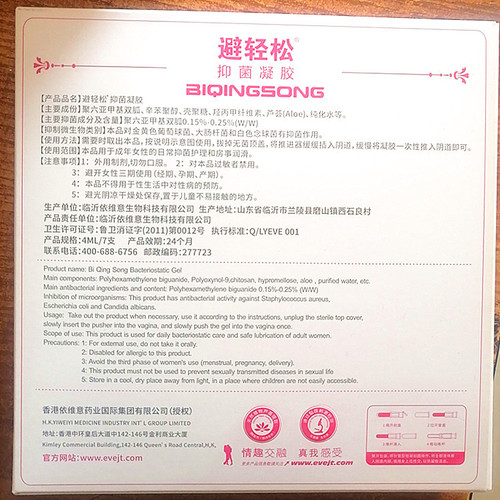 避轻松®
抑菌凝胶
BIQINGSONG
【产品品名】避轻松®抑菌凝胶
【主要成份】聚六亚甲基双胍、辛苯聚醇、壳聚糖、羟丙甲纤维素、芦荟(Aloe)、纯化水等。
【主要抑菌成分及含量】聚六亚甲基双胍0.15%-0.25%(W/W)
【抑制微生物类别】本品对金黄色葡萄球菌、大肠杆菌和白色念球菌有抑菌作用。
【使用方法】需要时取出本品,按说明示意图使用,拔掉无菌顶盖,将推进器缓缓插入阴道,缓慢将凝胶一次性推入阴道即可。
【使用范围】本品用于成年女性的日常抑菌护理和房事润滑。
【注意事项】1：外用制剂,切勿口服。 2：对本品过敏者禁用。
3：避开女性三期使用(经期、孕期、产期)。
4：本品不得用于性生活中对性病的预防。
5：避光阴凉干燥处保存,置于儿童不易接触的地方。
生产单位:临沂依维意生物科技有限公司 生产地址:山东省临沂市兰陵县磨山镇西石良村
产品责任单位:临沂依维意生物科技有限公司
卫生许可证号:鲁卫消证字(2011)第0012号 执行标准:Q/LYEVE 001
产品规格:4ML/7支 产品效期:24个月
联系电话:400-688-6756 邮政编码:277723
Product name: Bi Qing Song Bacteriostatic Gel
Main components: Polyhexamethylene biguanide, Polyoxynol-9,chitosan, hypromellose, aloe , purified water, etc.
Main antibacterial ingredients and content: Polyhexamethylene biguanide 0.15%-0.25% (W/W)
Inhibition of microorganisms: This product has antibacterial activity against Staphylococcus aureus,
Escherichia coli and Candida albicans.
Usage: Take out the product when necessary, use it according to the instructions, unplug the sterile top cover,
slowly insert the pusher into the vagina, and slowly push the gel into the vagina once.
Scope of use: This product is used for daily bacteriostatic care and safe lubrication of adult women.
Precautions: 1: For external use, do not take it orally.
2: Disabled for allergic to this product.
3: Avoid the third phase of women's use (menstrual, pregnancy, delivery).
4: This product must not be used to prevent sexually transmitted diseases in sexual life
5: Store in a cool, dry place away from light, in a place where children are not easily accessible.
香港依维意药业国际集团有限公司(授权)
H.K.YIWEIYI MEDICINE INDUSTRY INT' L GROUP LIMITED
地址:香港中环皇后大道中142-146号金利商业大厦
Kimley Commercial Building,142-146 Queen' s Road Central,H.K,
官方网站:www.evejt.com
情趣交融 真我感受
更多产品信息敬请登录:www.evejt.com